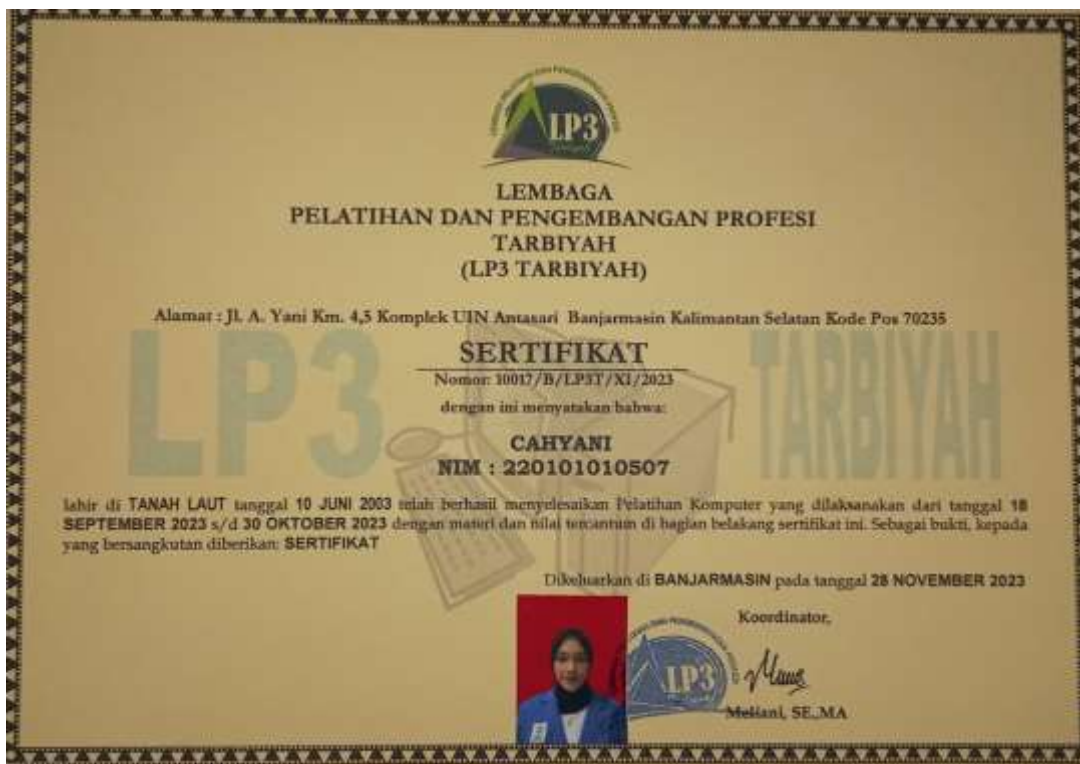 LP3
LEMBAGA
PELATIHAN DAN PENGEMBANGAN PROFESI
TARBIYAH
(LP3 TARBIYAH)
Alamat : Jl. A. Yani Km. 4,5 Komplek UIN Antasari Banjarmasin Kalimantan Selatan Kode Pos 70235
LP3 TARBIYAH
SERTIFIKAT
Nomor: 10017/B/LP3T/XI/2023
dengan ini menyatakan bahwa:
CAHYANI
NIM : 220101010507
lahir di TANAH LAUT tanggal 10 JUNI 2003 telah berhasil menyelesaikan Pelatihan Komputer yang dilaksanakan dari tanggal 18
SEPTEMBER 2023 s/d 30 OKTOBER 2023 dengan materi dan nilai tercantum di bagian belakang sertifikat ini. Sebagai bukti, kepada
yang bersangkutan diberikan: SERTIFIKAT
Dikeluarkan di BANJARMASIN pada tanggal 28 NOVEMBER 2023
Koordinator,
LP3
Meliani, SE.,MA